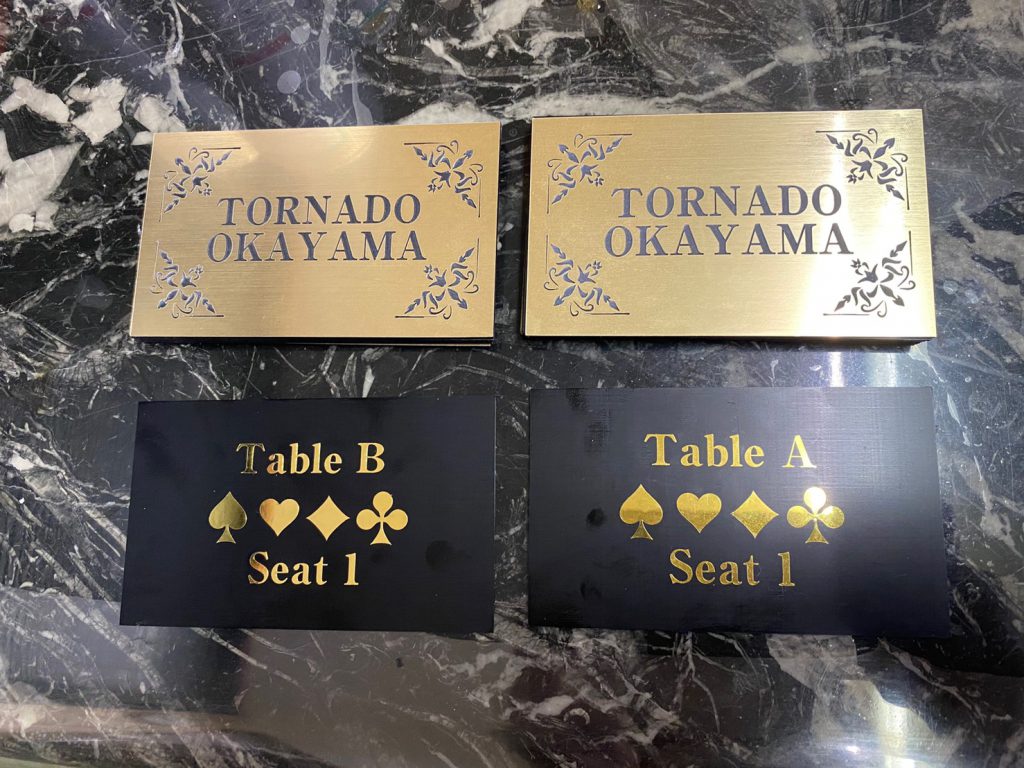 TORNADO
OKAYAMA
TORNADO
OKAYAMA
Table B
Seat 1
Table A
Seat 1